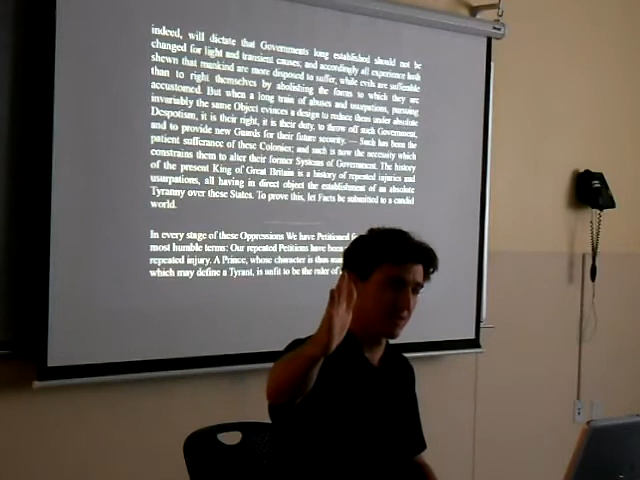 indeed, will dictate that Governments long established should not be
changed for light and transient causes; and accordingly all experience hath
shewn that mankind are more disposed to suffer, while evils are sufferable
than to right themselves by abolishing the forms to which they are
accustomed. But when a long train of abuses and usurpations, pursuing
invariably the same Object evinces a design to reduce them under absolute
Despotism, it is their right, it is their duty, to throw off such Government,
and to provide new Guards for their future security. — Such has been the
patient sufferance of these Colonies; and such is now the necessity which
constrains them to alter their former Systems of Government. The history
of the present King of Great Britain is a history of repeated injuries and
usurpations, all having in direct object the establishment of an absolute
Tyranny over these States. To prove this, let Facts be submitted to a candid
world.
In every stage of these Oppressions We have Petitioned
most humble terms: Our repeated Petitions have been
repeated injury. A Prince, whose character is thus
which may define a Tyrant, is unfit to be the ruler of